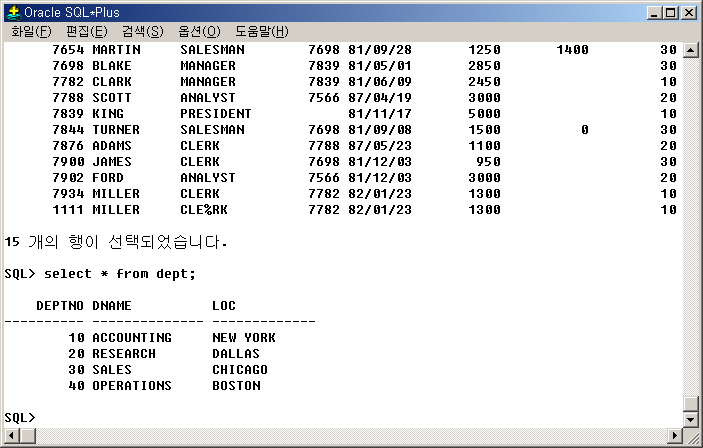 Oracle SQL*Plus
화일(F) 편집(E) 검색(S) 옵션(O) 도움말(H)
7654 MARTIN SALESMAN 7698 81/09/28 1250 1400 30
7698 BLAKE MANAGER 7839 81/05/01 2850 30
7782 CLARK MANAGER 7839 81/06/09 2450 10
7788 SCOTT ANALYST 7566 87/04/19 3000 20
7839 KING PRESIDENT 81/11/17 5000 10
7844 TURNER SALESMAN 7698 81/09/08 1500 0 30
7876 ADAMS CLERK 7788 87/05/23 1100 20
7900 JAMES CLERK 7698 81/12/03 950 30
7902 FORD ANALYST 7566 81/12/03 3000 20
7934 MILLER CLERK 7782 82/01/23 1300 10
1111 MILLER CLE%RK 7782 82/01/23 1300 10
15 개의 행이 선택되었습니다.
SQL> select * from dept;
DEPTNO DNAME LOC
---------- -------------- -------------
10 ACCOUNTING NEW YORK
20 RESEARCH DALLAS
30 SALES CHICAGO
40 OPERATIONS BOSTON
SQL>